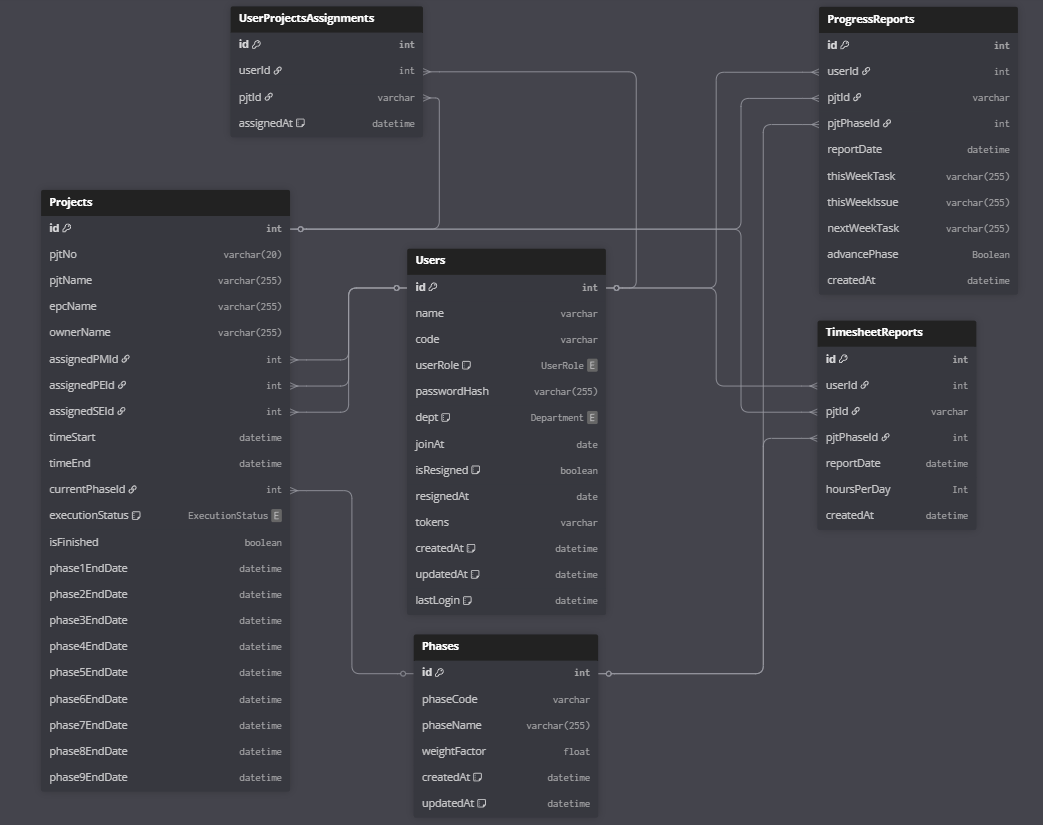 UserProjectsAssignments
id int
userId int
pjtId varchar
assignedAt datetime
ProgressReports
id int
userId int
pjtId varchar
pjtPhaseId int
reportDate datetime
thisWeekTask varchar(255)
thisWeekIssue varchar(255)
nextWeekTask varchar(255)
advancePhase Boolean
createdAt datetime
Projects
id int
pjtNo varchar(20)
pjtName varchar(255)
epcName varchar(255)
ownerName varchar(255)
assignedPMId int
assignedPEId int
assignedSEId int
timeStart datetime
timeEnd datetime
currentPhaseId int
executionStatus ExecutionStatus E
isFinished boolean
phase1EndDate datetime
phase2EndDate datetime
phase3EndDate datetime
phase4EndDate datetime
phase5EndDate datetime
phase6EndDate datetime
phase7EndDate datetime
phase8EndDate datetime
phase9EndDate datetime
Users
id int
name varchar
code varchar
userRole UserRole E
passwordHash varchar(255)
dept Department E
joinAt date
isResigned boolean
resignedAt date
tokens varchar
createdAt datetime
updatedAt datetime
lastLogin datetime
TimesheetReports
id int
userId int
pjtId varchar
pjtPhaseId int
reportDate datetime
hoursPerDay Int
createdAt datetime
Phases
id int
phaseCode varchar
phaseName varchar(255)
weightFactor float
createdAt datetime
updatedAt datetime